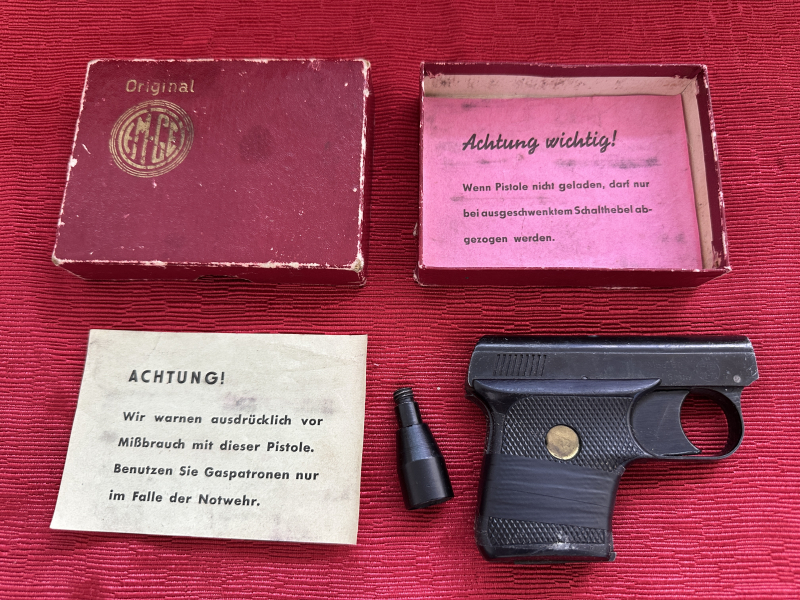 Original
EM-GE
Achtung wichtig!
Wenn Pistole nicht geladen, darf nur
bei ausgeschwenktem Schalthebel ab-
gezogen werden.
ACHTUNG!
Wir warnen ausdrücklich vor
Mißbrauch mit dieser Pistole.
Benutzen Sie Gaspatronen nur
im Falle der Notwehr.